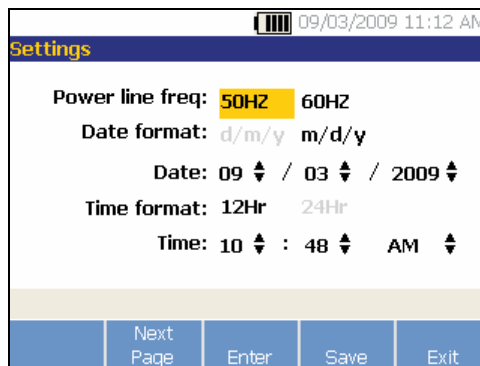 09/03/2009 11:12 AM
Settings
Power line freq: 50HZ 60HZ
Date format: d/m/y m/d/y
Date: 09 / 03 / 2009
Time format: 12Hr 24Hr
Time: 10 : 48 AM
Next Page Enter Save Exit